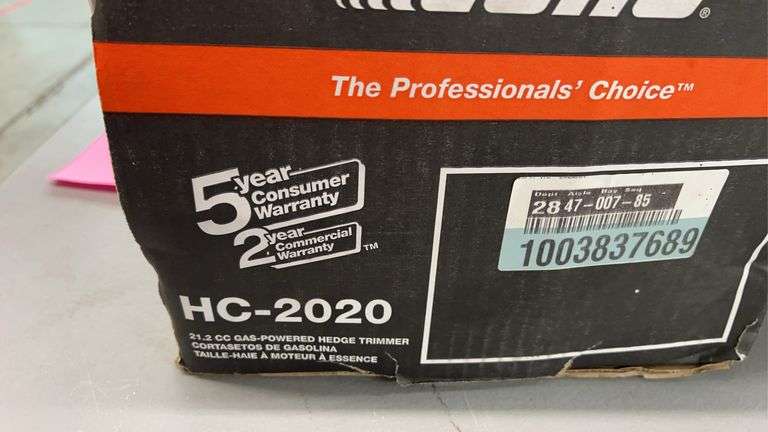 ®
The Professionals' Choice™
5 year
Consumer
Warranty
2 year
Commercial
Warranty ™
Dept Aisle Bay Seq
28 47-007-85
1003837689
HC-2020
21.2 CC GAS-POWERED HEDGE TRIMMER
CORTASETOS DE GASOLINA
TAILLE-HAIE À MOTEUR À ESSENCE